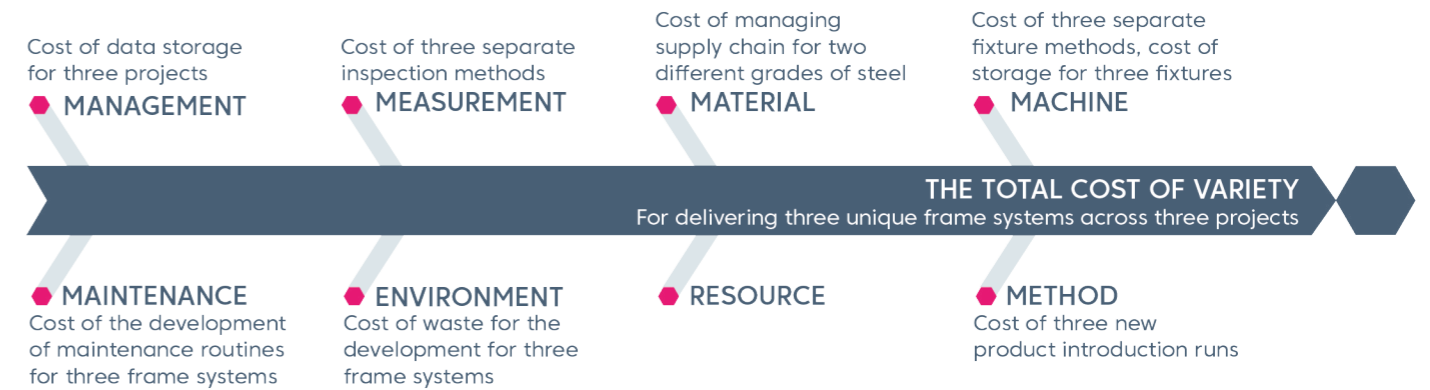 Cost of data storage
for three projects
MANAGEMENT
Cost of three separate
inspection methods
MEASUREMENT
Cost of managing
supply chain for two
different grades of steel
MATERIAL
Cost of three separate
fixture methods, cost of
storage for three fixtures
MACHINE
THE TOTAL COST OF VARIETY
For delivering three unique frame systems across three projects
MAINTENANCE
Cost of the development
of maintenance routines
for three frame systems
ENVIRONMENT
Cost of waste for the
development for three
frame systems
RESOURCE
METHOD
Cost of three new
product introduction runs